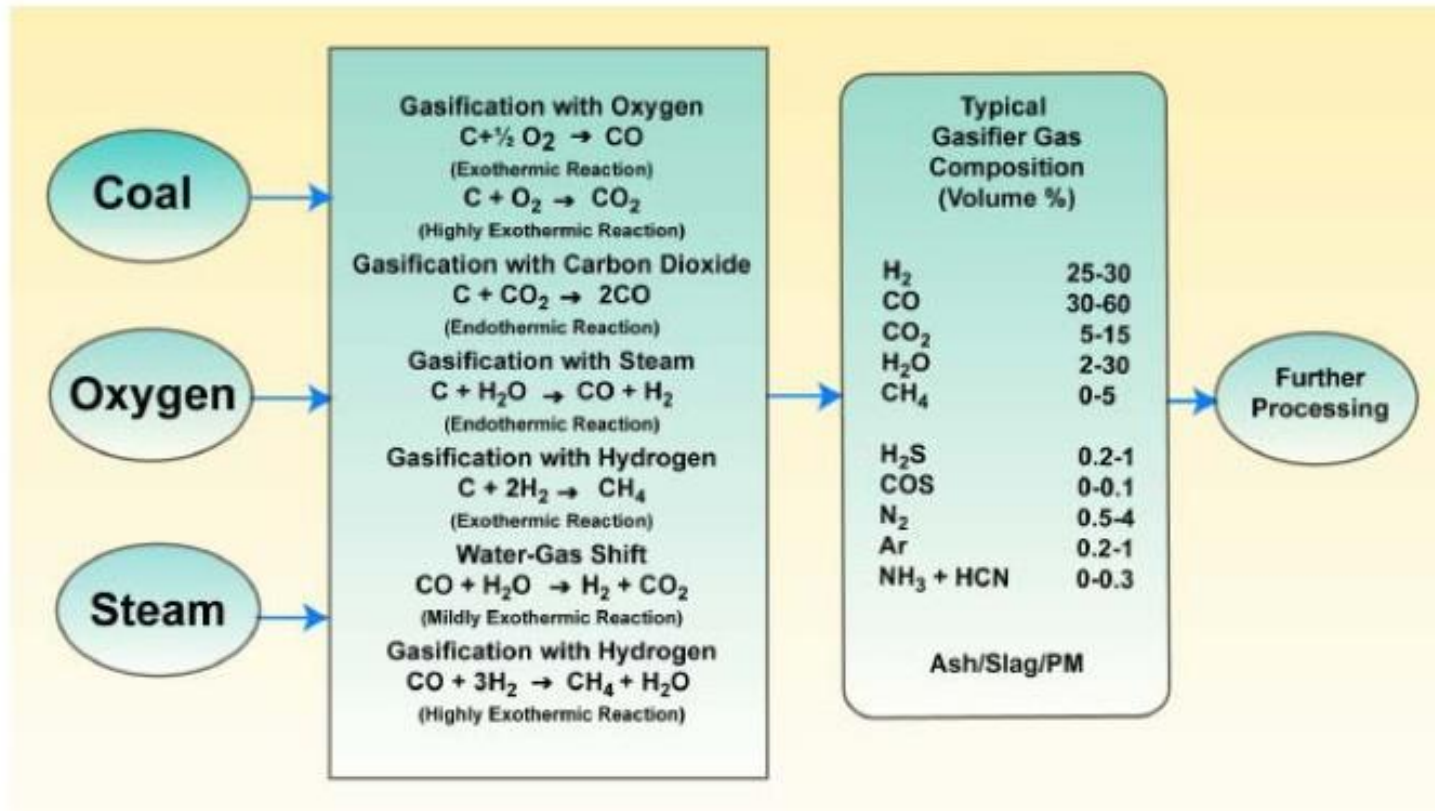 Coal
Oxygen
Steam
Gasification with Oxygen
C+½ O₂ → CO
(Exothermic Reaction)
C + O₂ → CO₂
(Highly Exothermic Reaction)
Gasification with Carbon Dioxide
C + CO₂ → 2CO
(Endothermic Reaction)
Gasification with Steam
C + H₂O → CO + H₂
(Endothermic Reaction)
Gasification with Hydrogen
C + 2H₂ → CH₄
(Exothermic Reaction)
Water-Gas Shift
CO + H₂O → H₂ + CO₂
(Mildly Exothermic Reaction)
Gasification with Hydrogen
CO + 3H₂ → CH₄ + H₂O
(Highly Exothermic Reaction)
Typical
Gasifier Gas
Composition
(Volume %)
H₂ 25-30
CO 30-60
CO₂ 5-15
H₂O 2-30
CH₄ 0-5
H₂S 0.2-1
COS 0-0.1
N₂ 0.5-4
Ar 0.2-1
NH₃ + HCN 0-0.3
Ash/Slag/PM
Further
Processing